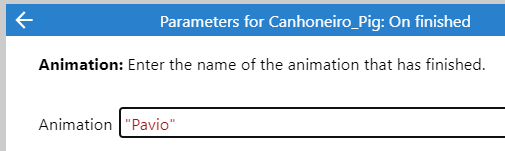 Parameters for Canhoneiro_Pig: On finished
Animation: Enter the name of the animation that has finished.
Animation "Pavio"